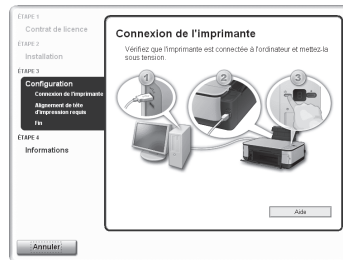 ÉTAPE 1
Contrat de licence
ÉTAPE 2
Installation
ÉTAPE 3
Configuration
Connexion de l'imprimante
Alignement de tête
d'impression requis
Fin
ÉTAPE 4
Informations
Annuler
Connexion de l'imprimante
Vérifiez que l'imprimante est connectée à l'ordinateur et mettez-la
sous tension.
1
2
3
Aide